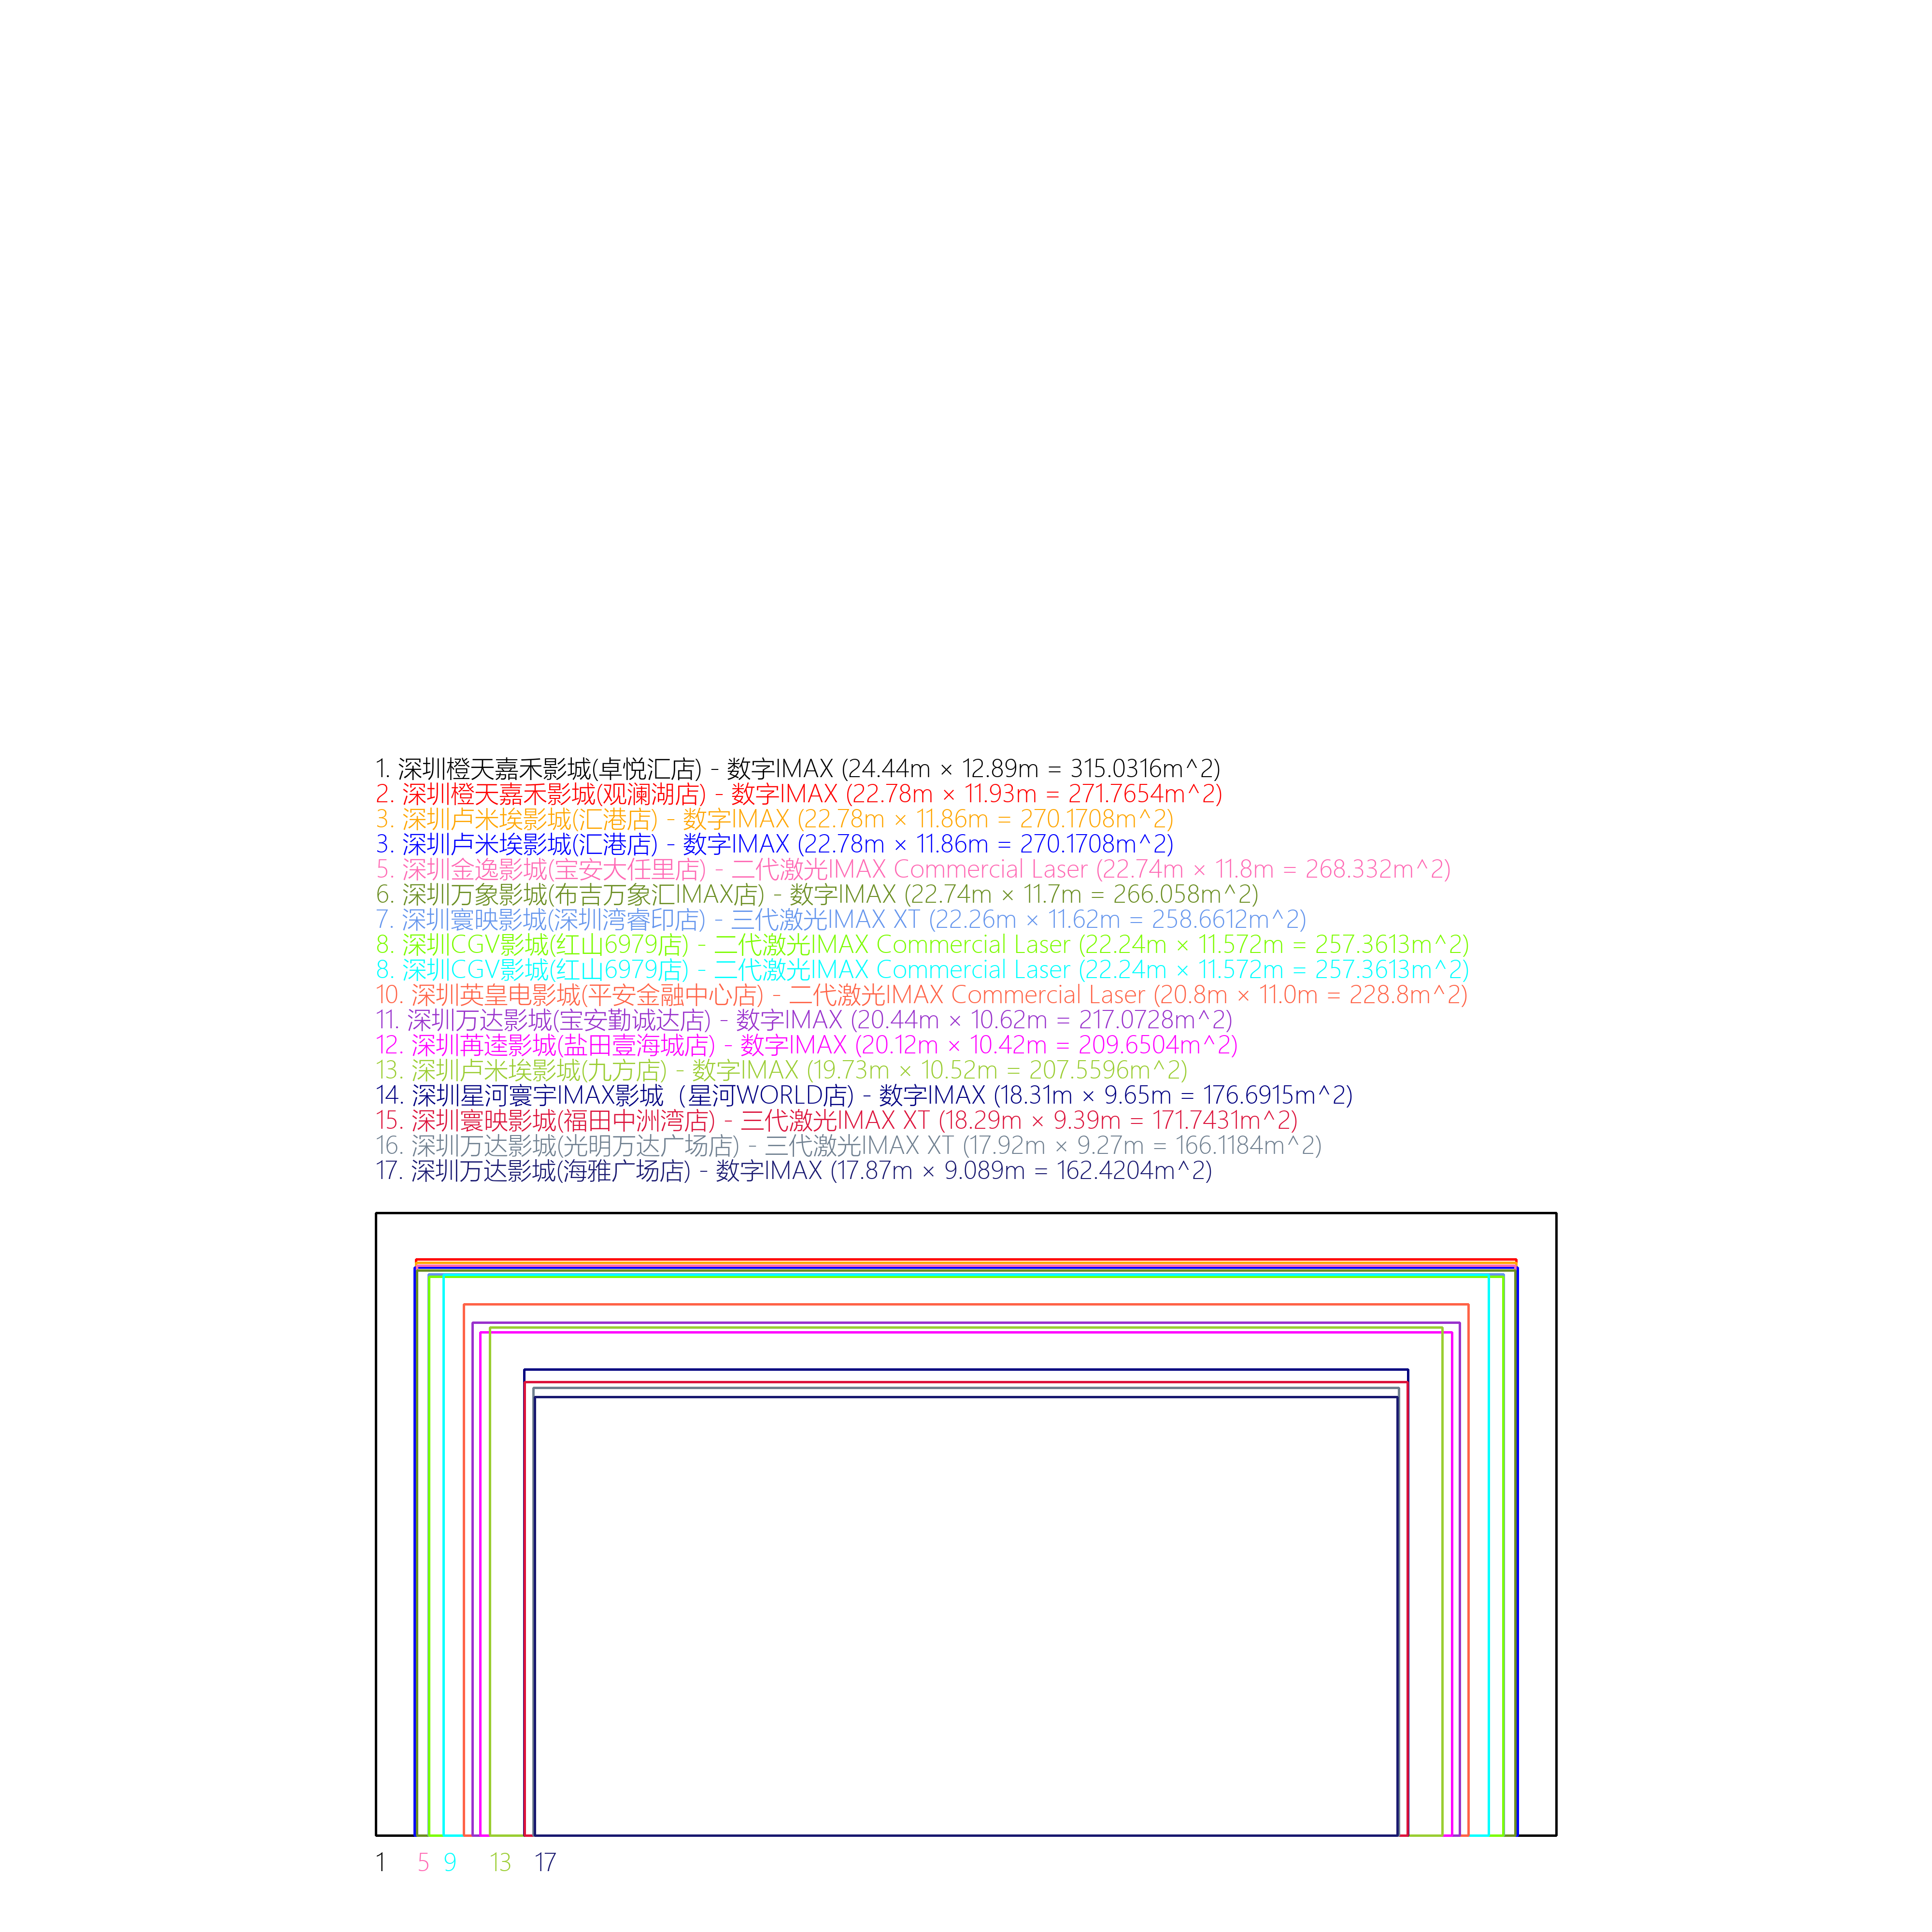 1. 深圳橙天嘉禾影城(卓悦汇店) - 数字IMAX (24.44m × 12.89m = 315.0316m^2)
2. 深圳橙天嘉禾影城(观澜湖店) - 数字IMAX (22.78m × 11.93m = 271.7654m^2)
3. 深圳卢米埃影城(汇港店) - 数字IMAX (22.78m × 11.86m = 270.1708m^2)
3. 深圳卢米埃影城(汇港店) - 数字IMAX (22.78m × 11.86m = 270.1708m^2)
5. 深圳金逸影城(宝安大仟里店) - 二代激光IMAX Commercial Laser (22.74m × 11.8m = 268.332m^2)
6. 深圳万象影城(布吉万象汇IMAX店) - 数字IMAX (22.74m × 11.7m = 266.058m^2)
7. 深圳寰映影城(深圳湾睿印店) - 三代激光IMAX XT (22.26m × 11.62m = 258.6612m^2)
8. 深圳CGV影城(红山6979店) - 二代激光IMAX Commercial Laser (22.24m × 11.572m = 257.3613m^2)
8. 深圳CGV影城(红山6979店) - 二代激光IMAX Commercial Laser (22.24m × 11.572m = 257.3613m^2)
10. 深圳英皇电影城(平安金融中心店) - 二代激光IMAX Commercial Laser (20.8m × 11.0m = 228.8m^2)
11. 深圳万达影城(宝安勤诚达店) - 数字IMAX (20.44m × 10.62m = 217.0728m^2)
12. 深圳苒逵影城(盐田壹海城店) - 数字IMAX (20.12m × 10.42m = 209.6504m^2)
13. 深圳卢米埃影城(九方店) - 数字IMAX (19.73m × 10.52m = 207.5596m^2)
14. 深圳星河寰宇IMAX影城（星河WORLD店) - 数字IMAX (18.31m × 9.65m = 176.6915m^2)
15. 深圳寰映影城(福田中洲湾店) - 三代激光IMAX XT (18.29m × 9.39m = 171.7431m^2)
16. 深圳万达影城(光明万达广场店) - 三代激光IMAX XT (17.92m × 9.27m = 166.1184m^2)
17. 深圳万达影城(海雅广场店) - 数字IMAX (17.87m × 9.089m = 162.4204m^2)
1 5 9 13 17